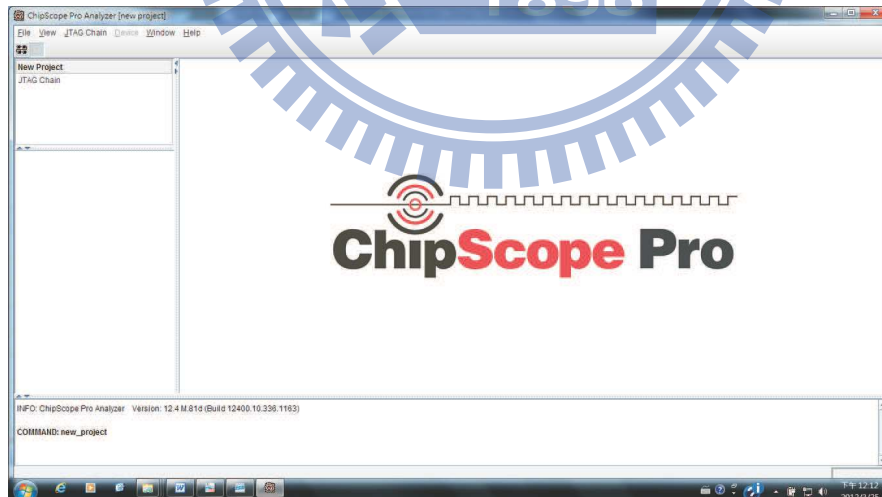 ChipScope Pro Analyzer [new project]
File View JTAG Chain Device Window Help
New Project
JTAG Chain
1896
ChipScope Pro
INFO: ChipScope Pro Analyzer Version: 12.4 M.81d (Build 12400.10.336.1163)
COMMAND: new_project
下午 12:12